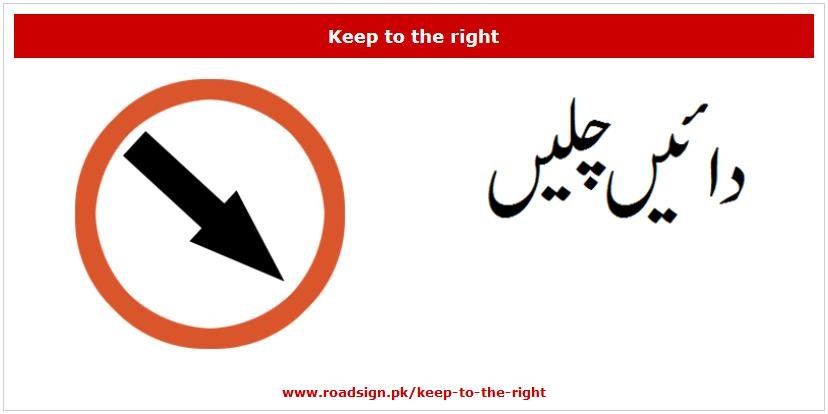 Keep to the right
دائیں چلیں
www.roadsign.pk/keep-to-the-right